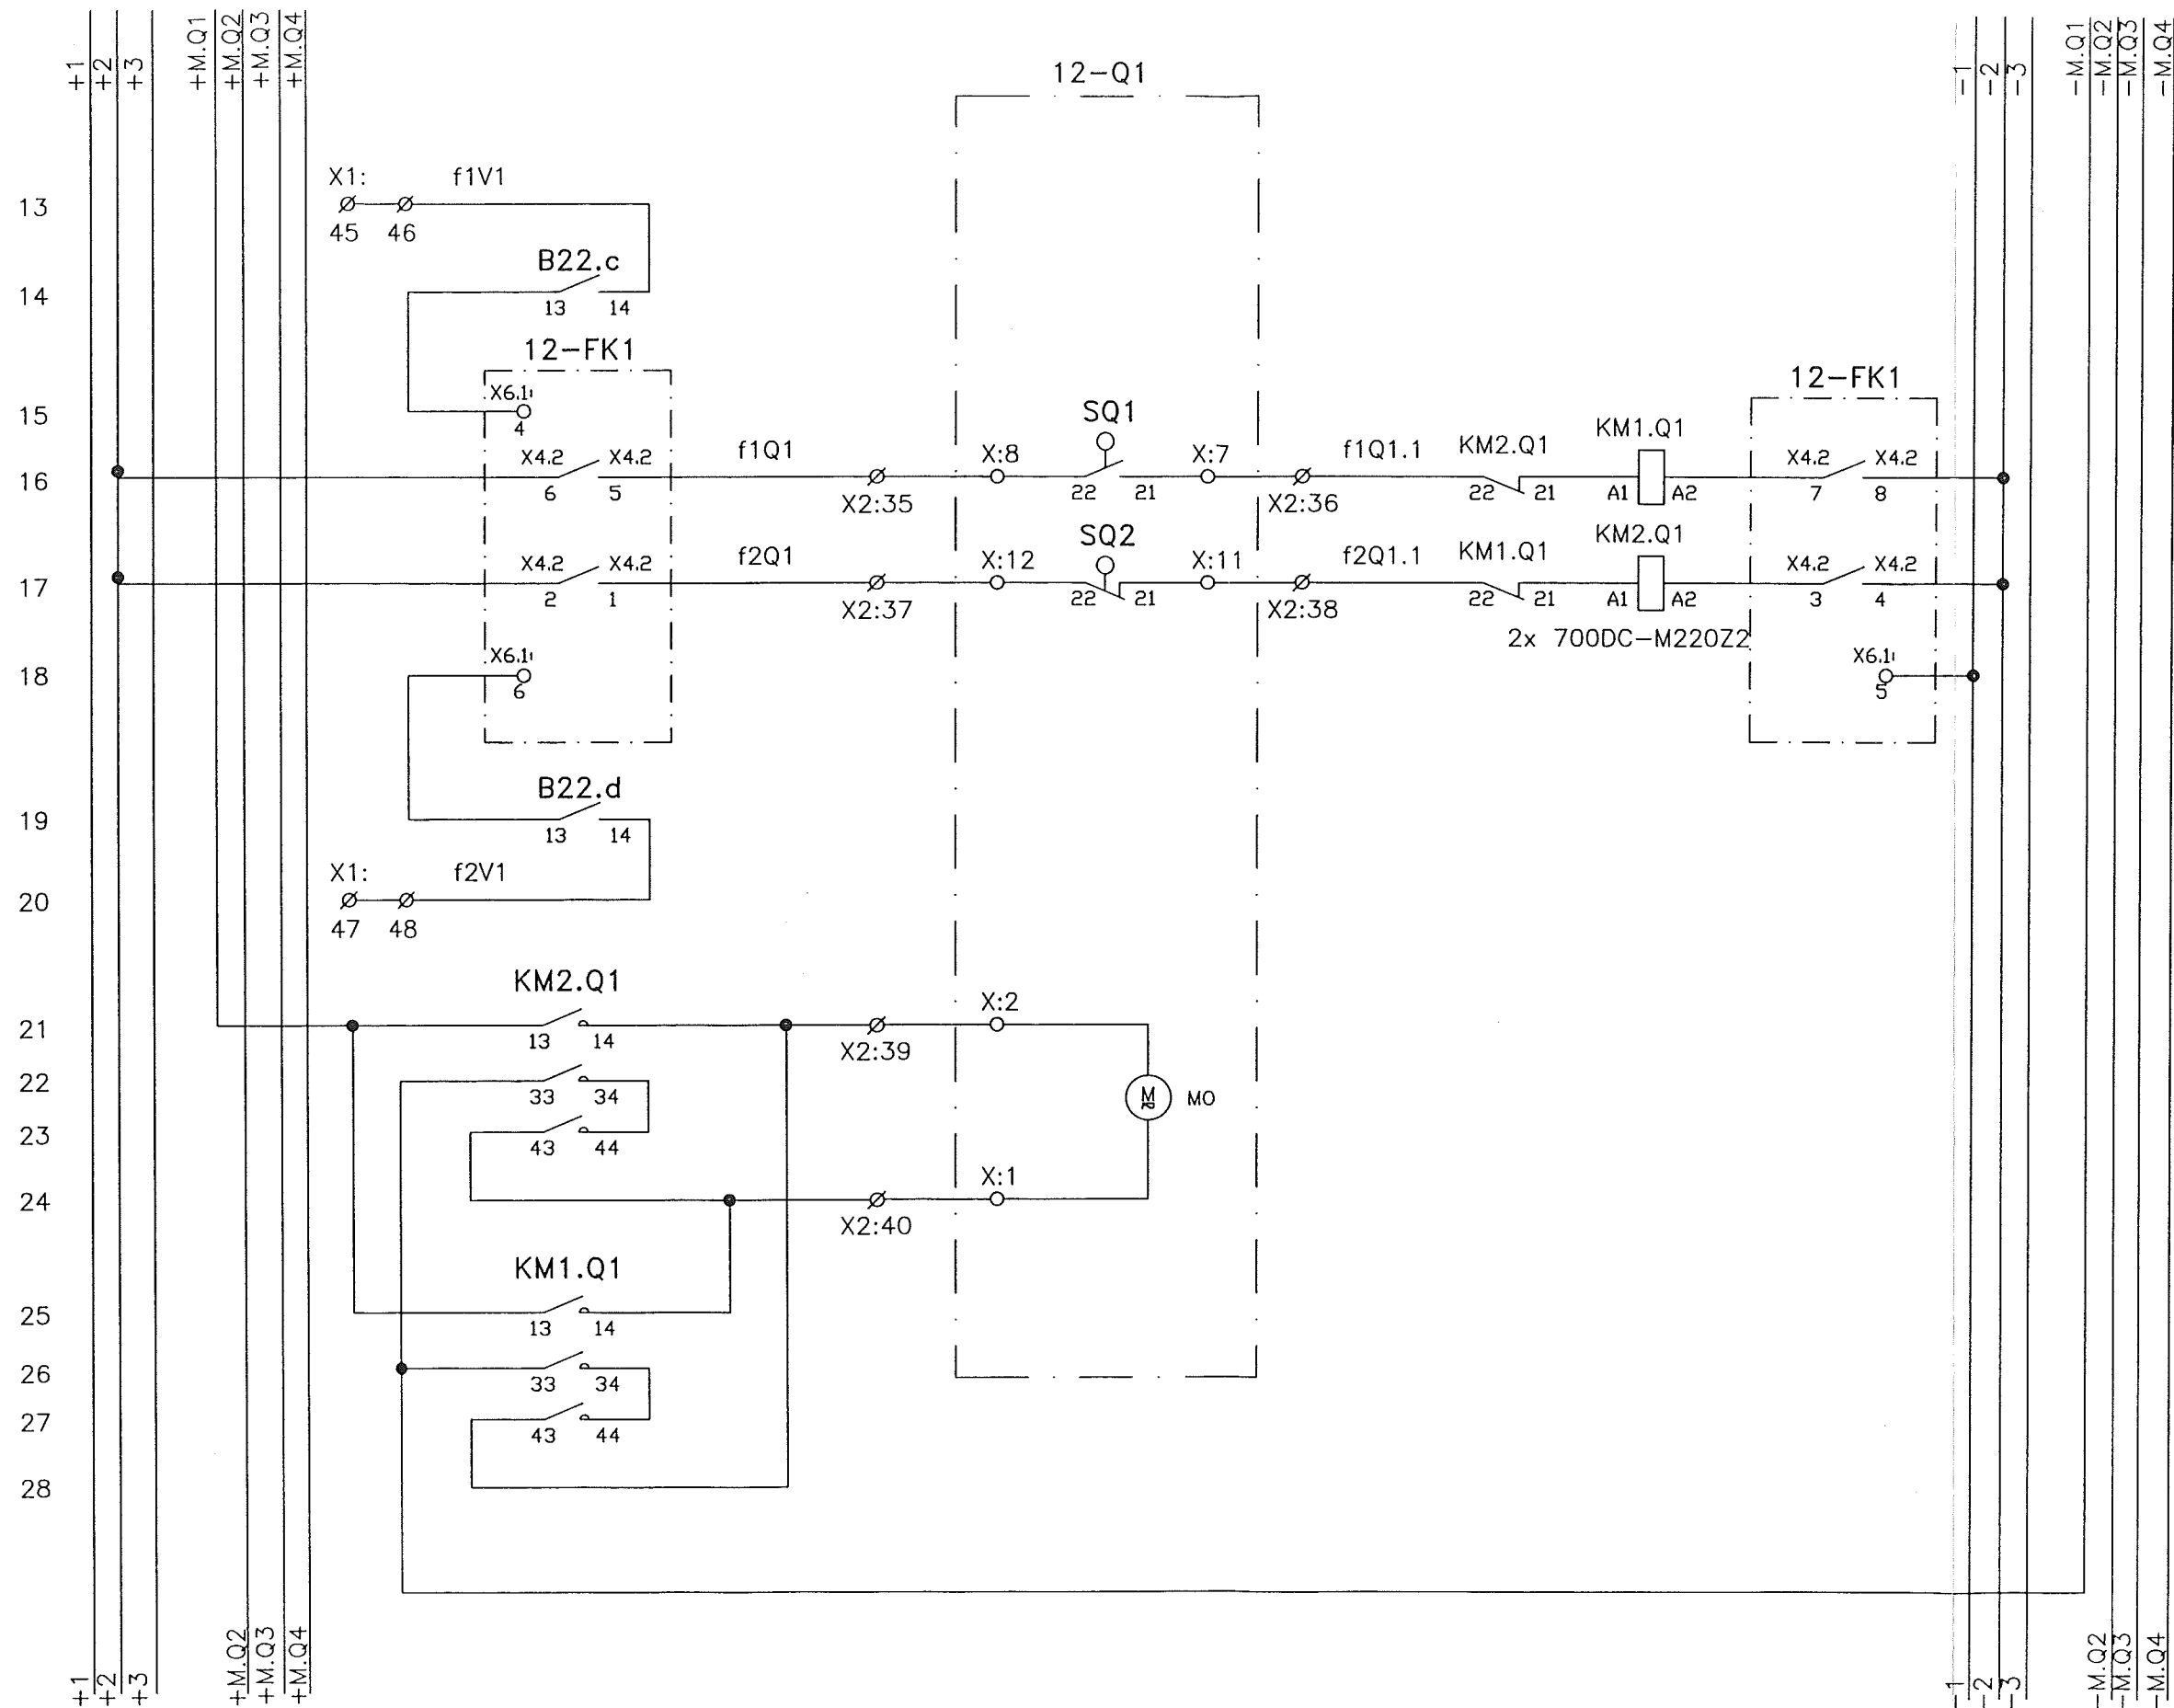 +1 +2 +3 +M.Q1 +M.Q2 +M.Q3 +M.Q4 -1 -2 -3 -M.Q1 -M.Q2 -M.Q3 -M.Q4
12-Q1
X1: f1V1
13
45 46
B22.c
14
13 14
12-FK1 12-FK1
X6.1
15
4
SQ1
f1Q1 f1Q1.1 KM2.Q1 KM1.Q1
X4.2 X4.2 X:8 X:7 X4.2 X4.2
16
6 5 22 21 22 21 A1 A2 7 8
X2:35 X2:36
SQ2
f2Q1 f2Q1.1 KM1.Q1 KM2.Q1
X4.2 X4.2 X:12 X:11 X4.2 X4.2
17
2 1 22 21 22 21 A1 A2 3 4
X2:37 X2:38
2x 700DC-M220Z2
X6.1 X6.1
18
6 5
B22.d
19
13 14
X1: f2V1
20
47 48
KM2.Q1
X:2
21
13 14 X2:39
22
33 34 M MO
23
43 44
X:1
24
X2:40
KM1.Q1
25
13 14
26
33 34
27
43 44
28
+1 +2 +3 +M.Q2 +M.Q3 +M.Q4 -1 -2 -3 -M.Q2 -M.Q3 -M.Q4